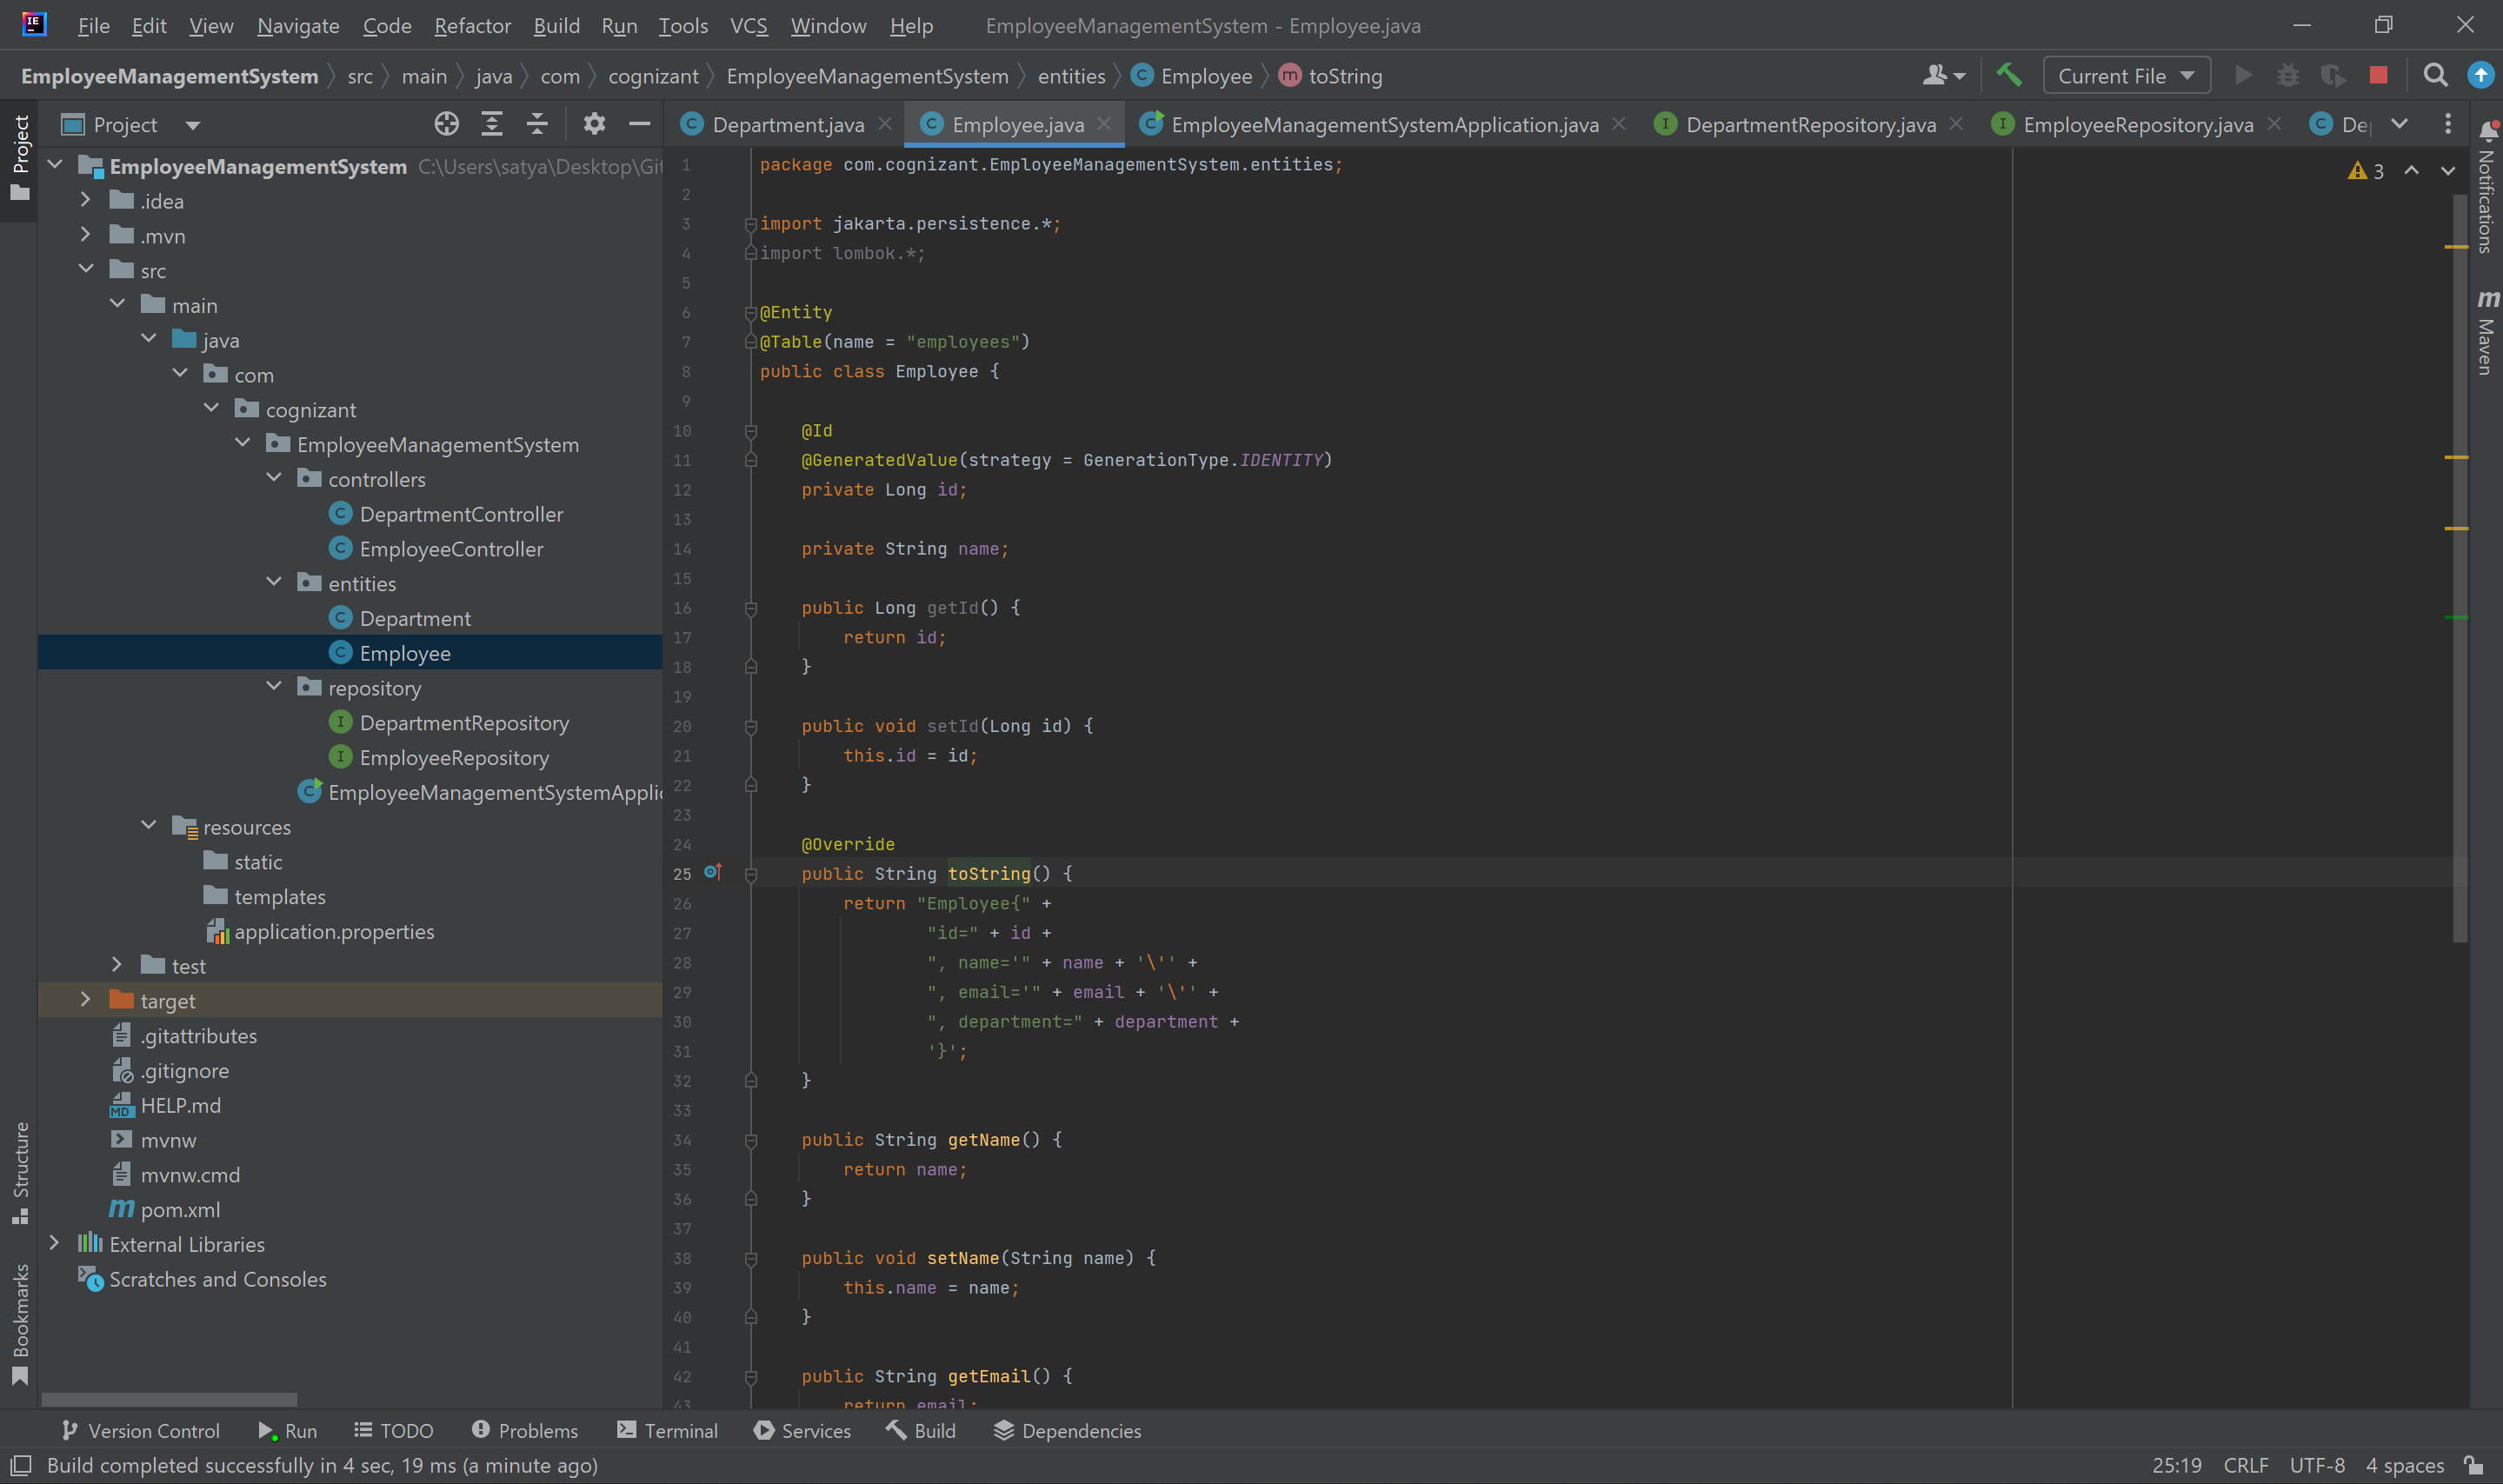 File Edit View Navigate Code Refactor Build Run Tools VCS Window Help EmployeeManagementSystem - Employee.java
EmployeeManagementSystem src main java com cognizant EmployeeManagementSystem entities Employee toString Current File
Project
Project
Department.java Employee.java EmployeeManagementSystemApplication.java DepartmentRepository.java EmployeeRepository.java De
EmployeeManagementSystem C:\Users\satya\Desktop\Git
.idea
.mvn
src
main
java
com
cognizant
EmployeeManagementSystem
controllers
DepartmentController
EmployeeController
entities
Department
Employee
repository
DepartmentRepository
EmployeeRepository
EmployeeManagementSystemApplic
resources
static
templates
application.properties
test
target
.gitattributes
.gitignore
HELP.md
mvnw
mvnw.cmd
pom.xml
External Libraries
Scratches and Consoles
Structure
Bookmarks
1 package com.cognizant.EmployeeManagementSystem.entities;
2
3 import jakarta.persistence.*;
4 import lombok.*;
5
6 @Entity
7 @Table(name = "employees")
8 public class Employee {
9
10 @Id
11 @GeneratedValue(strategy = GenerationType.IDENTITY)
12 private Long id;
13
14 private String name;
15
16 public Long getId() {
17 return id;
18 }
19
20 public void setId(Long id) {
21 this.id = id;
22 }
23
24 @Override
25 public String toString() {
26 return "Employee{" +
27 "id=" + id +
28 ", name='" + name + '\'' +
29 ", email='" + email + '\'' +
30 ", department=" + department +
31 '}';
32 }
33
34 public String getName() {
35 return name;
36 }
37
38 public void setName(String name) {
39 this.name = name;
40 }
41
42 public String getEmail() {
43 return email;
3
Notifications
Maven
Version Control Run TODO Problems Terminal Services Build Dependencies
Build completed successfully in 4 sec, 19 ms (a minute ago) 25:19 CRLF UTF-8 4 spaces